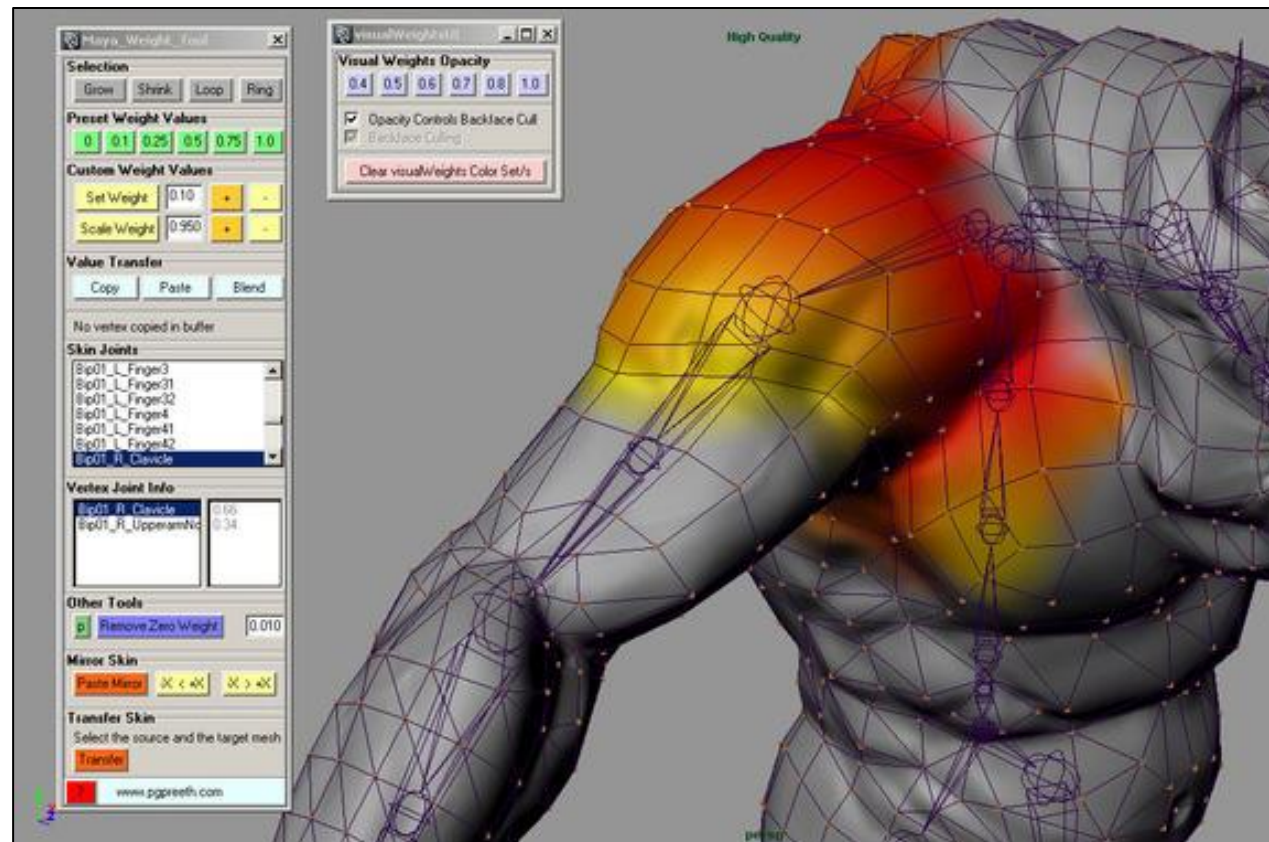 Maya_Weight_Tool
Selection
Grow Shrink Loop Ring
Preset Weight Values
0 0.1 0.25 0.5 0.75 1.0
Custom Weight Values
Set Weight 0.10 + -
Scale Weight 0.950 + -
Value Transfer
Copy Paste Blend
No vertex copied in buffer
Skin Joints
Bip01_L_Finger3
Bip01_L_Finger31
Bip01_L_Finger32
Bip01_L_Finger4
Bip01_L_Finger41
Bip01_L_Finger42
Bip01_R_Clavicle
Vertex Joint Info
Bip01_R_Clavicle 0.66
Bip01_R_UpperarmNo 0.34
Other Tools
p Remove Zero Weight 0.010
Mirror Skin
Paste Mirror -X < +X -X > +X
Transfer Skin
Select the source and the target mesh
Transfer
? www.pgpreeth.com
Visual Weights Opacity
0.4 0.5 0.6 0.7 0.8 1.0
Opacity Controls Backface Cull
Backface Culling
Clear visualWeights Color Set/s
High Quality
persp
z